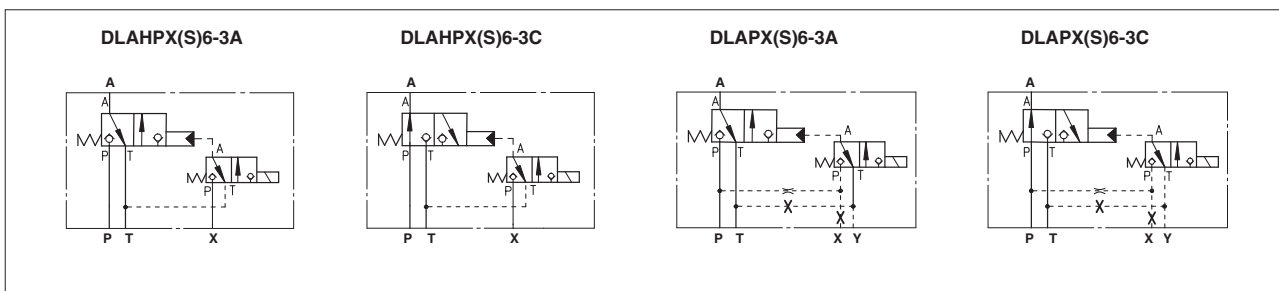 DLAHPX(S)6-3A DLAHPX(S)6-3C DLAPX(S)6-3A DLAPX(S)6-3C
A A A A
A A A A
A A A A
P T P T P T P T
P T P T P T P T
P T X P T X P T X Y P T X Y